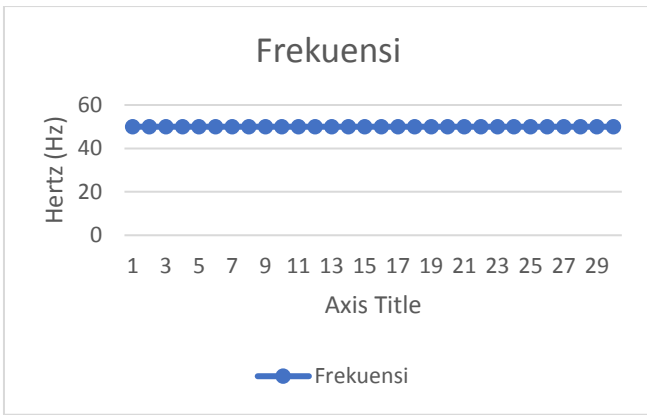 Frekuensi
Hertz (Hz)
60
40
20
0
1 3 5 7 9 11 13 15 17 19 21 23 25 27 29
Axis Title
Frekuensi